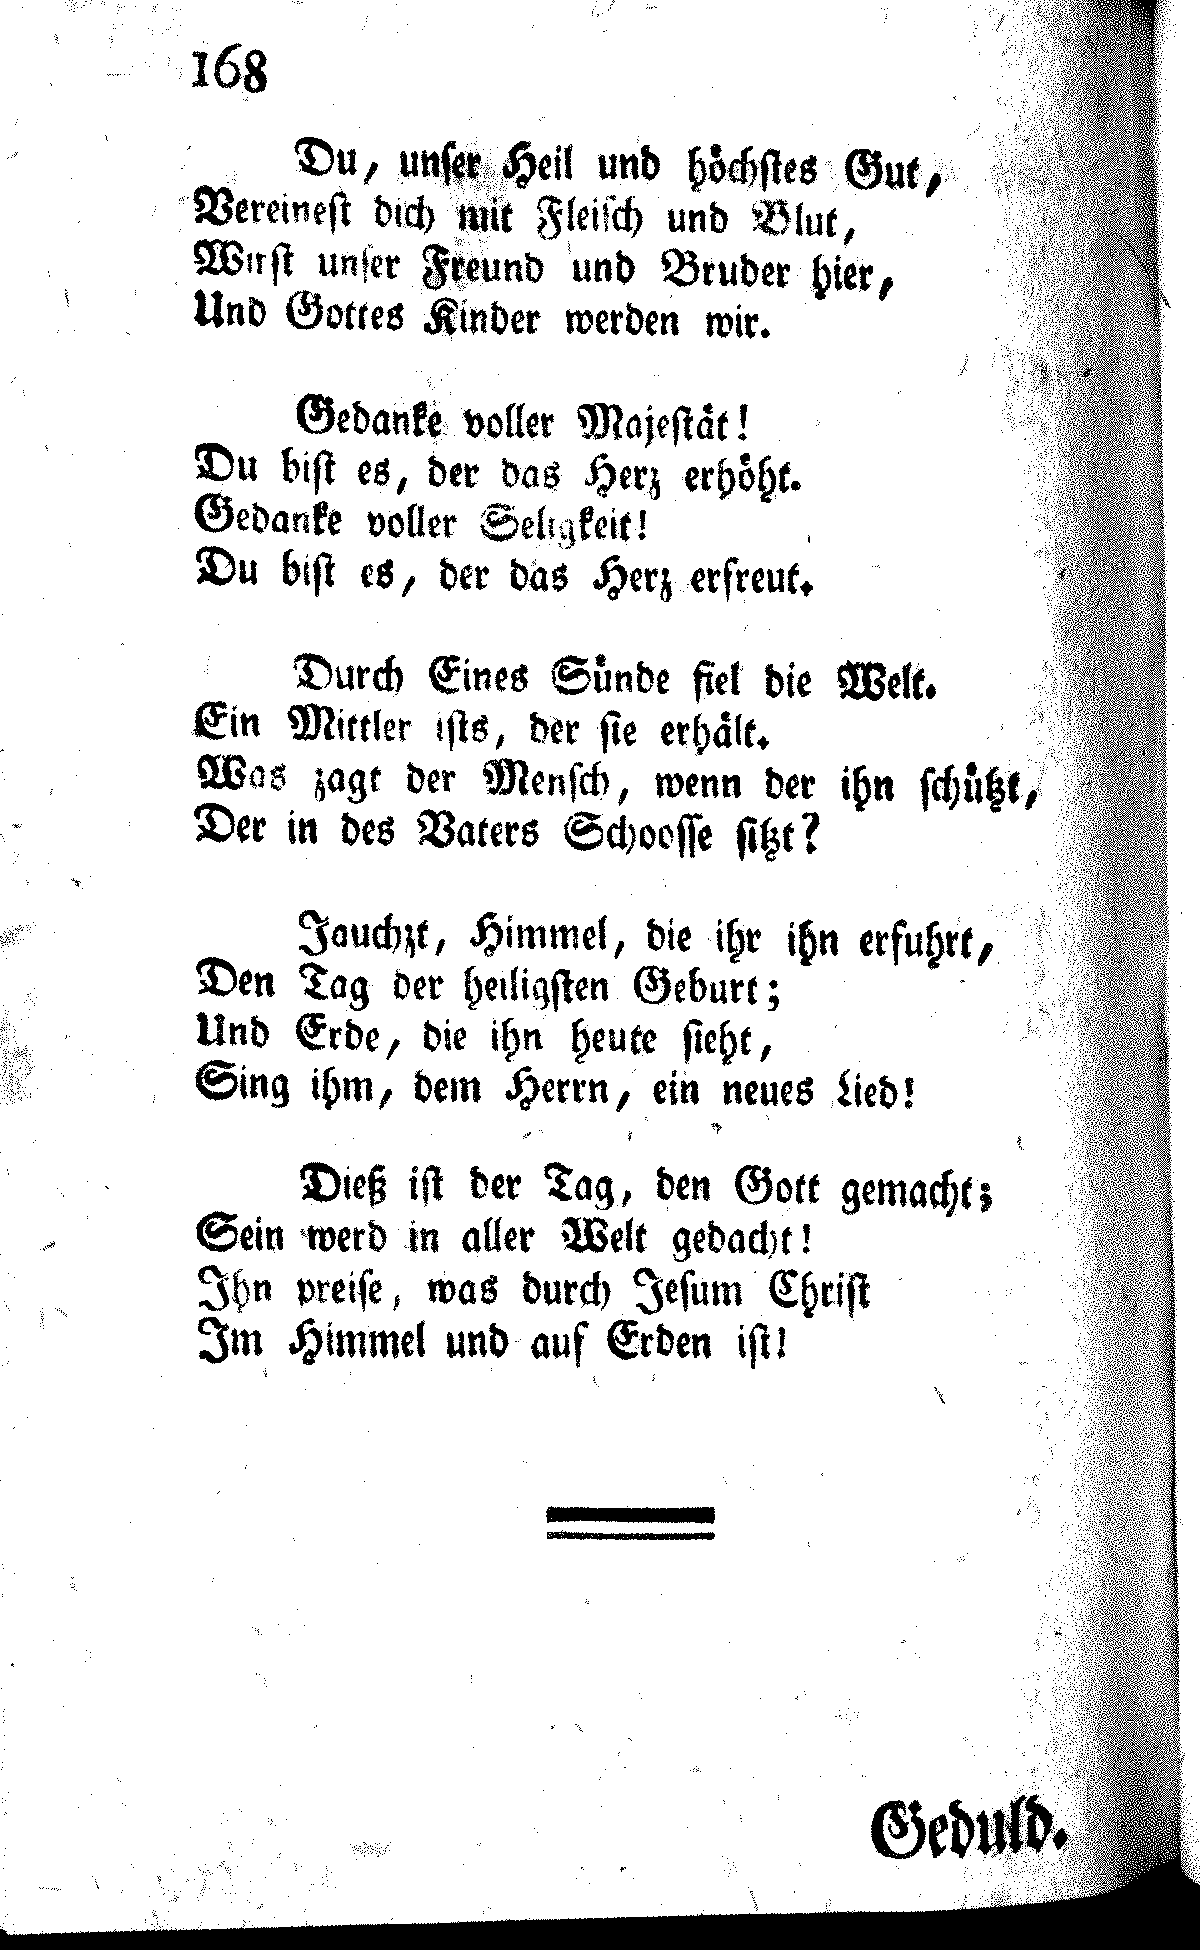 168
Du, unser Heil und höchstes Gut,
Vereinest dich mit Fleisch und Blut,
Wirst unser Freund und Bruder hier,
Und Gottes Kinder werden wir.
Gedanke voller Majestät!
Du bist es, der das Herz erhöht.
Gedanke voller Seligkeit!
Du bist es, der das Herz erfreut.
Durch Eines Sünde fiel die Welt.
Ein Mittler ists, der sie erhält.
Was zagt der Mensch, wenn der ihn schützt,
Der in des Vaters Schoosse sitzt?
Jauchzt, Himmel, die ihr ihn erfuhrt,
Den Tag der heiligsten Geburt;
Und Erde, die ihn heute sieht,
Sing ihm, dem Herrn, ein neues Lied!
Dieß ist der Tag, den Gott gemacht;
Sein werd in aller Welt gedacht!
Ihn preise, was durch Jesum Christ
Im Himmel und auf Erden ist!
Geduld.